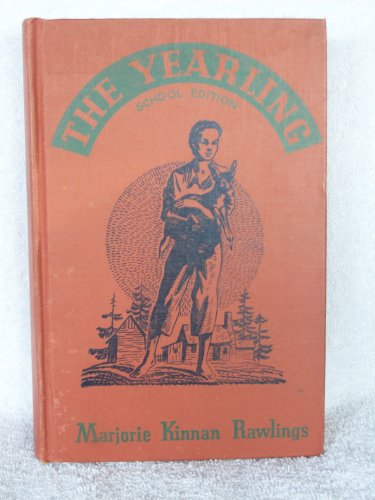 THE YEARLING
SCHOOL EDITION
Marjorie Kinnan Rawlings